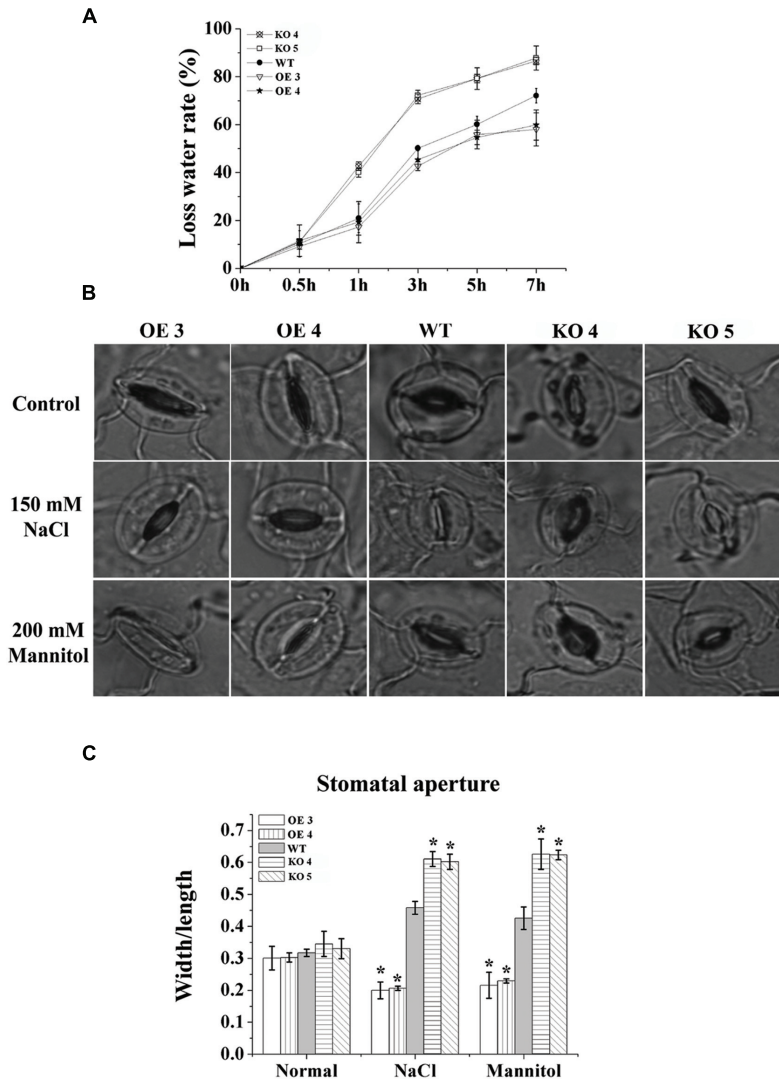 A
KO 4
KO 5
WT
OE 3
OE 4
Loss water rate (%)
100
80
60
40
20
0
0h 0.5h 1h 3h 5h 7h
B
OE 3 OE 4 WT KO 4 KO 5
Control
150 mM
NaCl
200 mM
Mannitol
C
Stomatal aperture
OE 3
OE 4
WT
KO 4
KO 5
Width/length
0.7
0.6
0.5
0.4
0.3
0.2
0.1
0.0
* * * * * * * *
Normal NaCl Mannitol